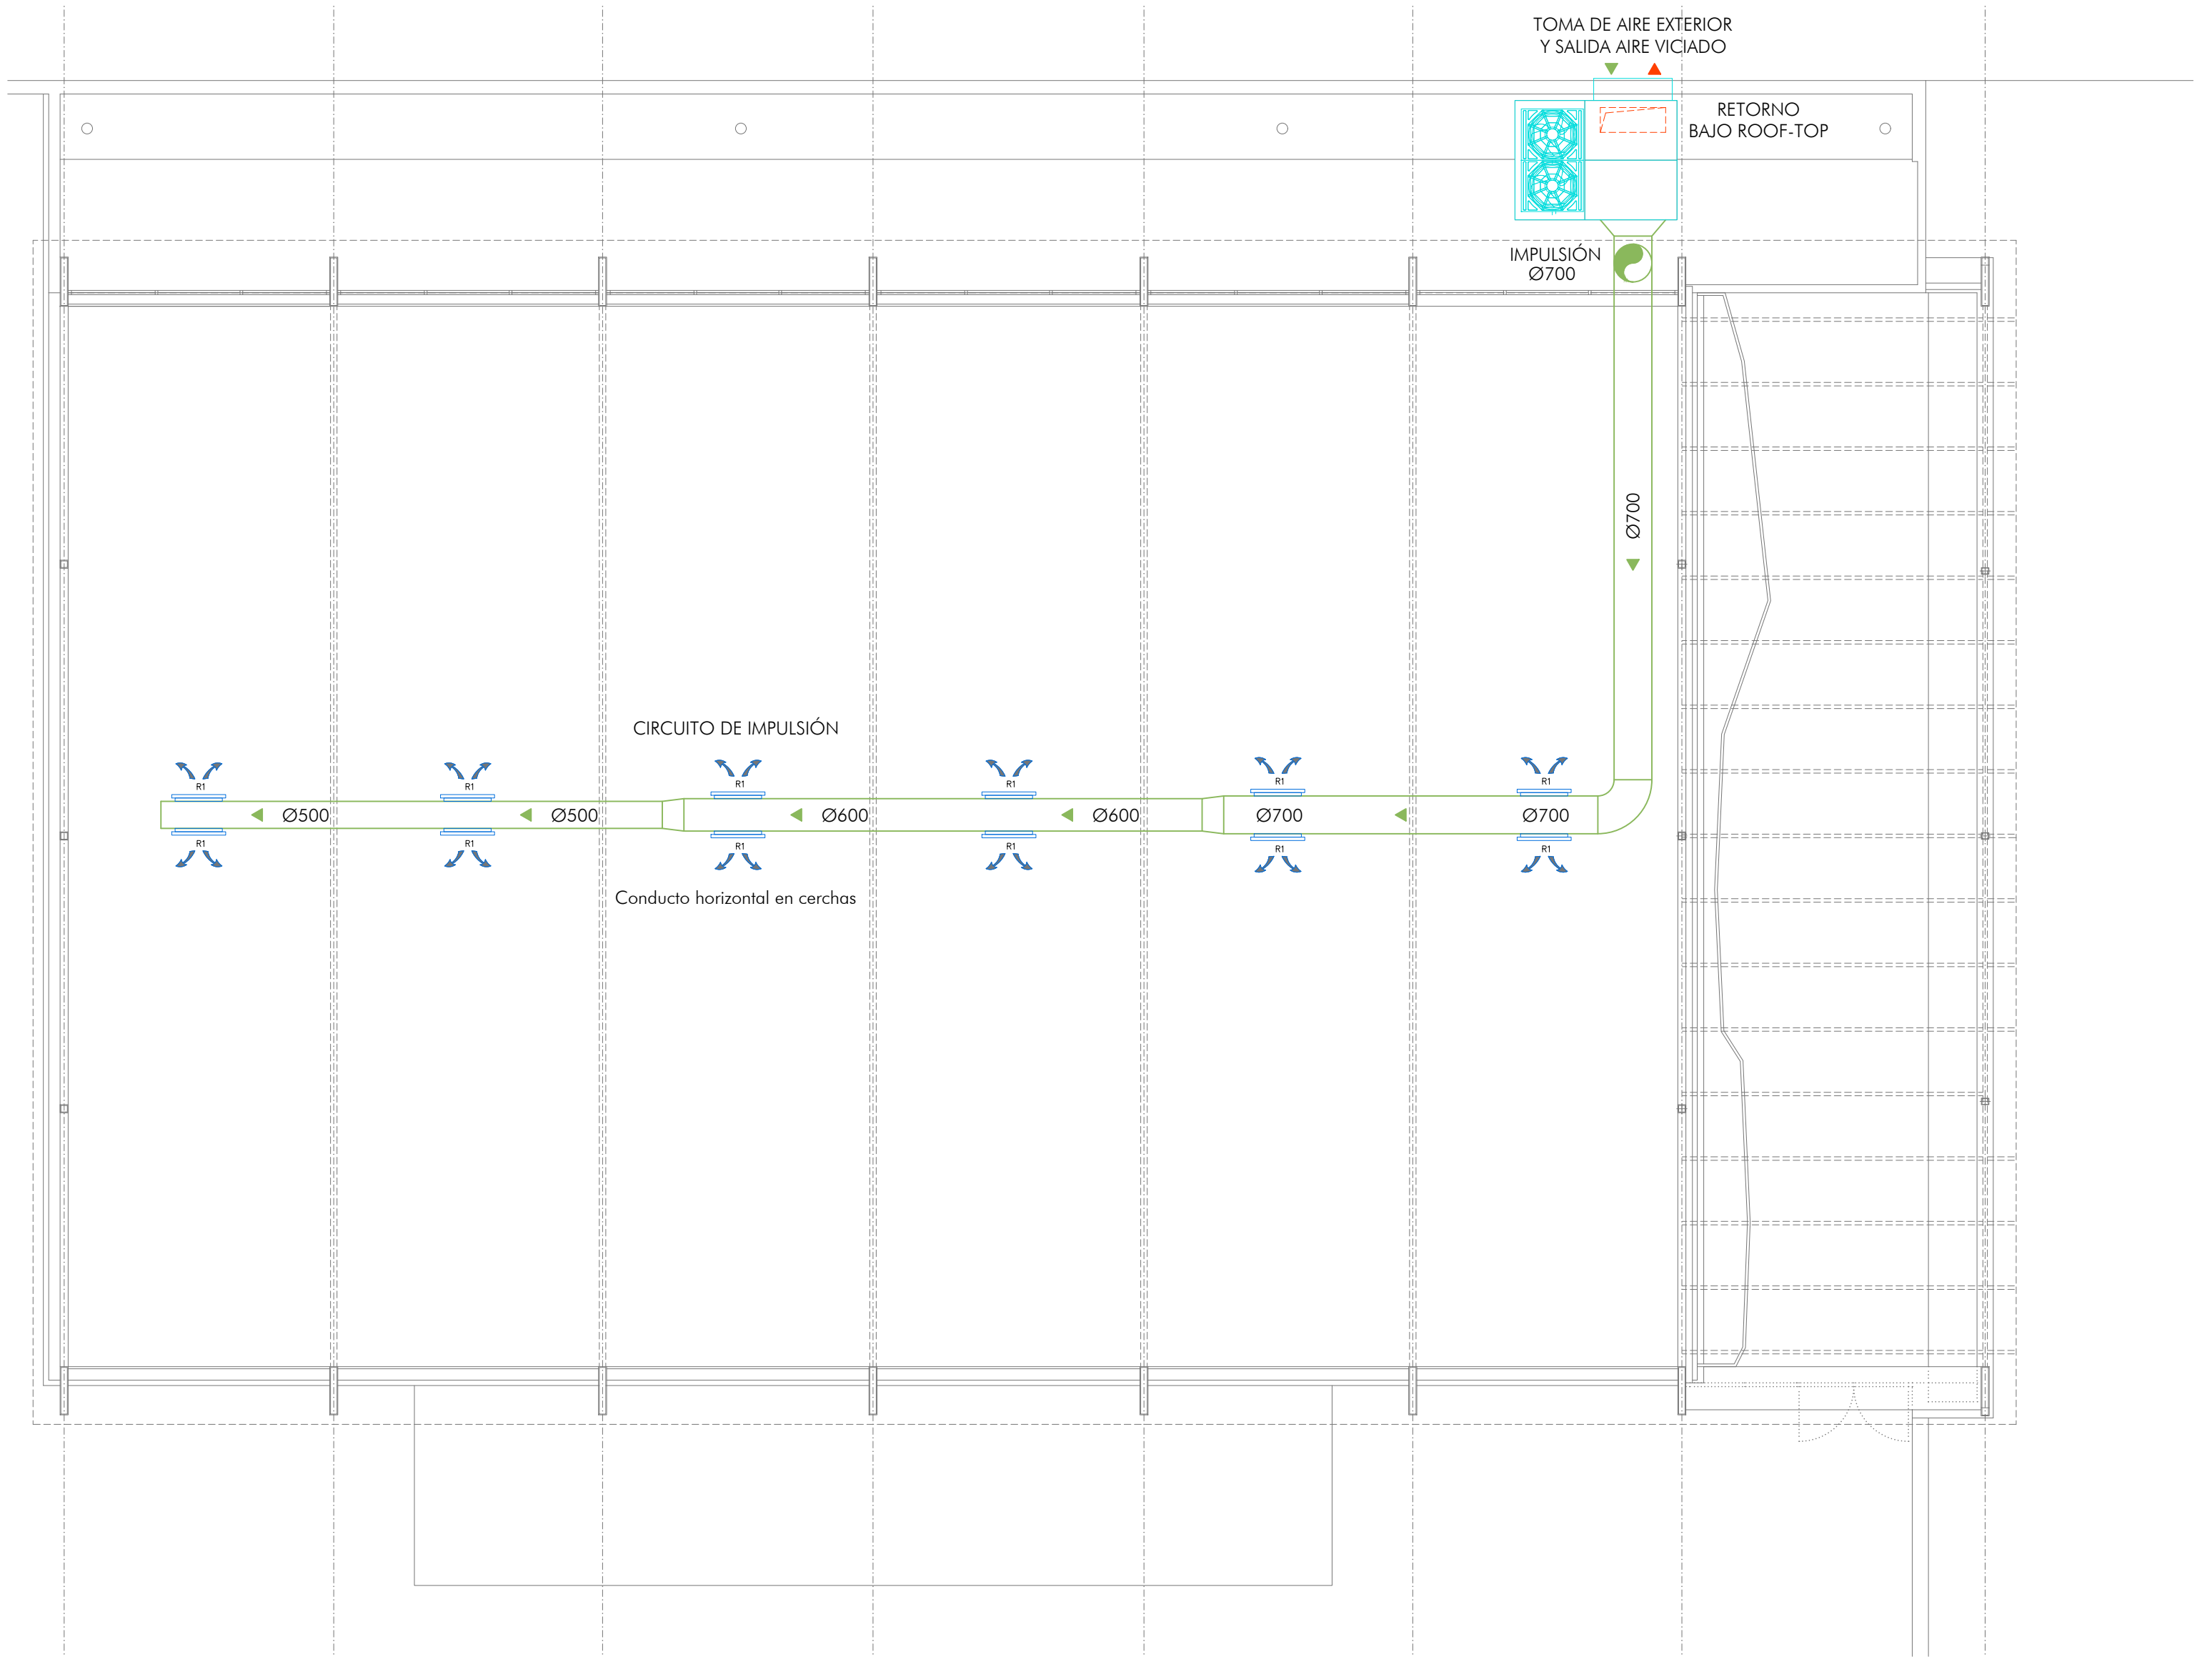 TOMA DE AIRE EXTERIOR
Y SALIDA AIRE VICIADO
RETORNO
BAJO ROOF-TOP
IMPULSIÓN
Ø700
Ø700
CIRCUITO DE IMPULSIÓN
R1
R1
R1
R1
R1
R1
Ø500
Ø500
Ø600
Ø600
Ø700
Ø700
R1
R1
R1
R1
R1
R1
Conducto horizontal en cerchas